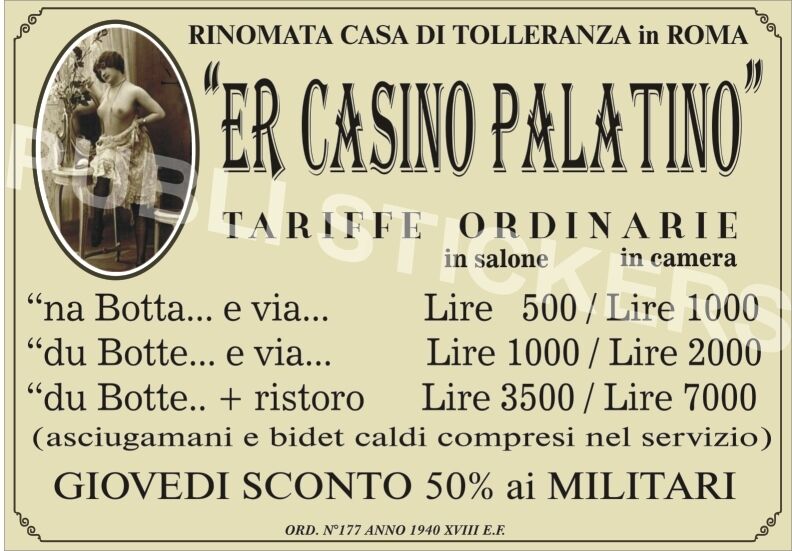 RINOMATA CASA DI TOLLERANZA in ROMA
"ER CASINO PALATINO"
TARIFFE ORDINARIE
in salone in camera
“na Botta... e via... Lire 500 / Lire 1000
“du Botte... e via... Lire 1000 / Lire 2000
“du Botte.. + ristoro Lire 3500 / Lire 7000
(asciugamani e bidet caldi compresi nel servizio)
GIOVEDI SCONTO 50% ai MILITARI
ORD. N°177 ANNO 1940 XVIII E.F.
PUBLI STICKERS